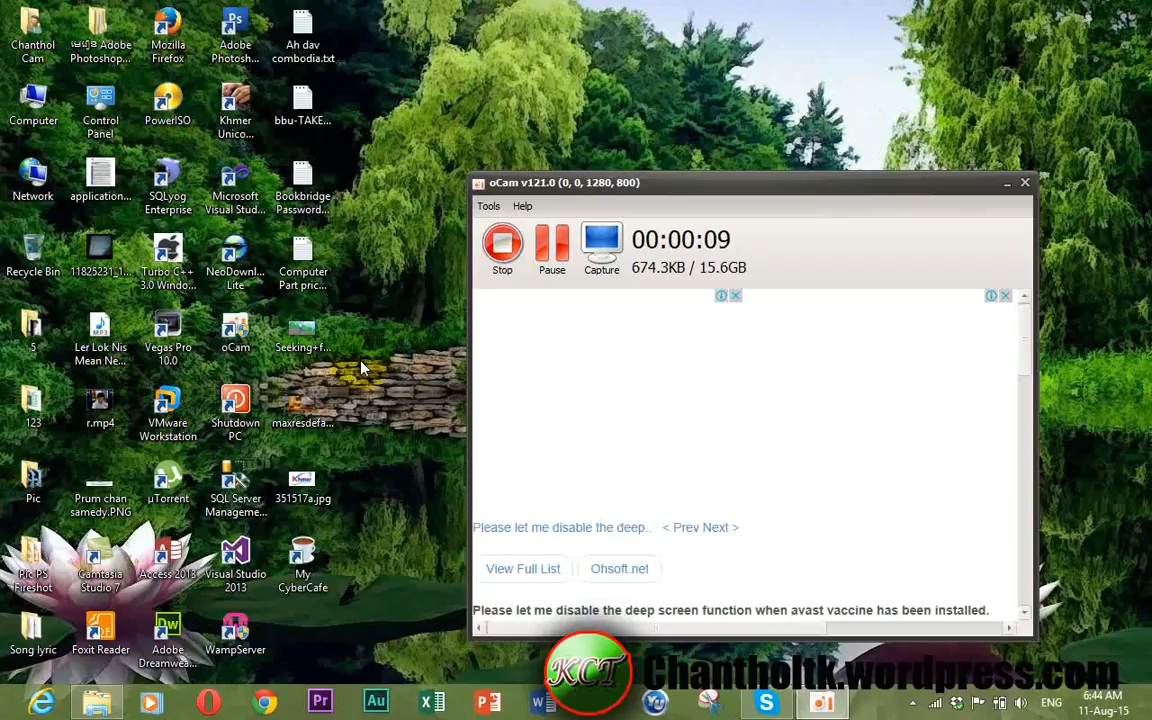 Chanthol
Cam
ឯកសារ Adobe
Photoshop...
Mozilla
Firefox
Adobe
Photosh...
Ah dav
combodia.txt
Computer
Control
Panel
PowerISO
Khmer
Unico...
bbu-TAKE...
Network
application...
SQLyog
Enterprise
Microsoft
Visual Stud...
Bookbridge
Password...
Recycle Bin
11825231_1...
Turbo C++
3.0 Windo...
NeoDownl...
Lite
Computer
Part pric...
5
Ler Lok Nis
Mean Ne...
Vegas Pro
10.0
oCam
Seeking+f...
123
r.mp4
VMware
Workstation
Shutdown
PC
maxresdefa...
Pic
Prum chan
samedy.PNG
µTorrent
SQL Server
Manageme...
351517a.jpg
Pic PS
Fireshot
Camtasia
Studio 7
Access 2013
Visual Studio
2013
My
CyberCafe
Song lyric
Foxit Reader
Adobe
Dreamwea...
WampServer
oCam v121.0 (0, 0, 1280, 800)
Tools Help
Stop Pause Capture
00:00:09
674.3KB / 15.6GB
Please let me disable the deep.. < Prev Next >
View Full List Ohsoft.net
Please let me disable the deep screen function when avast vaccine has been installed.
KCT Chantholtk.wordpress.com
ENG
6:44 AM
11-Aug-15